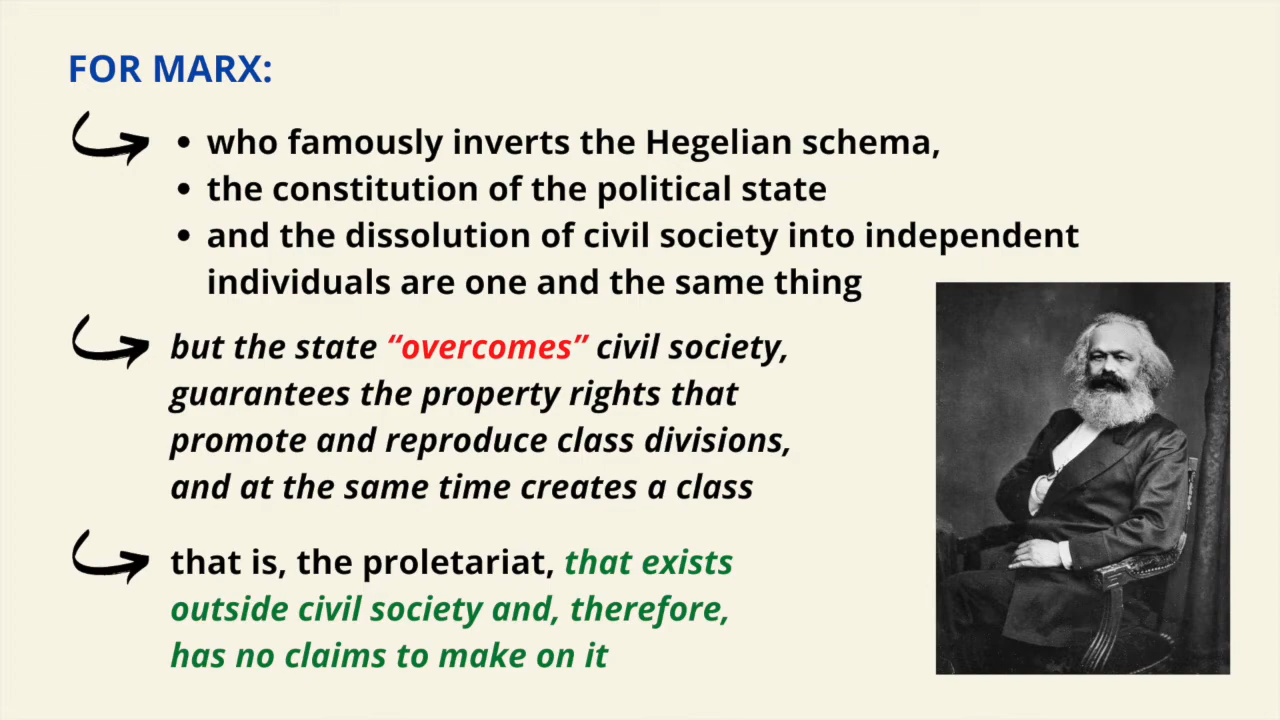 FOR MARX:
• who famously inverts the Hegelian schema,
• the constitution of the political state
• and the dissolution of civil society into independent
individuals are one and the same thing
but the state “overcomes” civil society,
guarantees the property rights that
promote and reproduce class divisions,
and at the same time creates a class
that is, the proletariat, that exists
outside civil society and, therefore,
has no claims to make on it